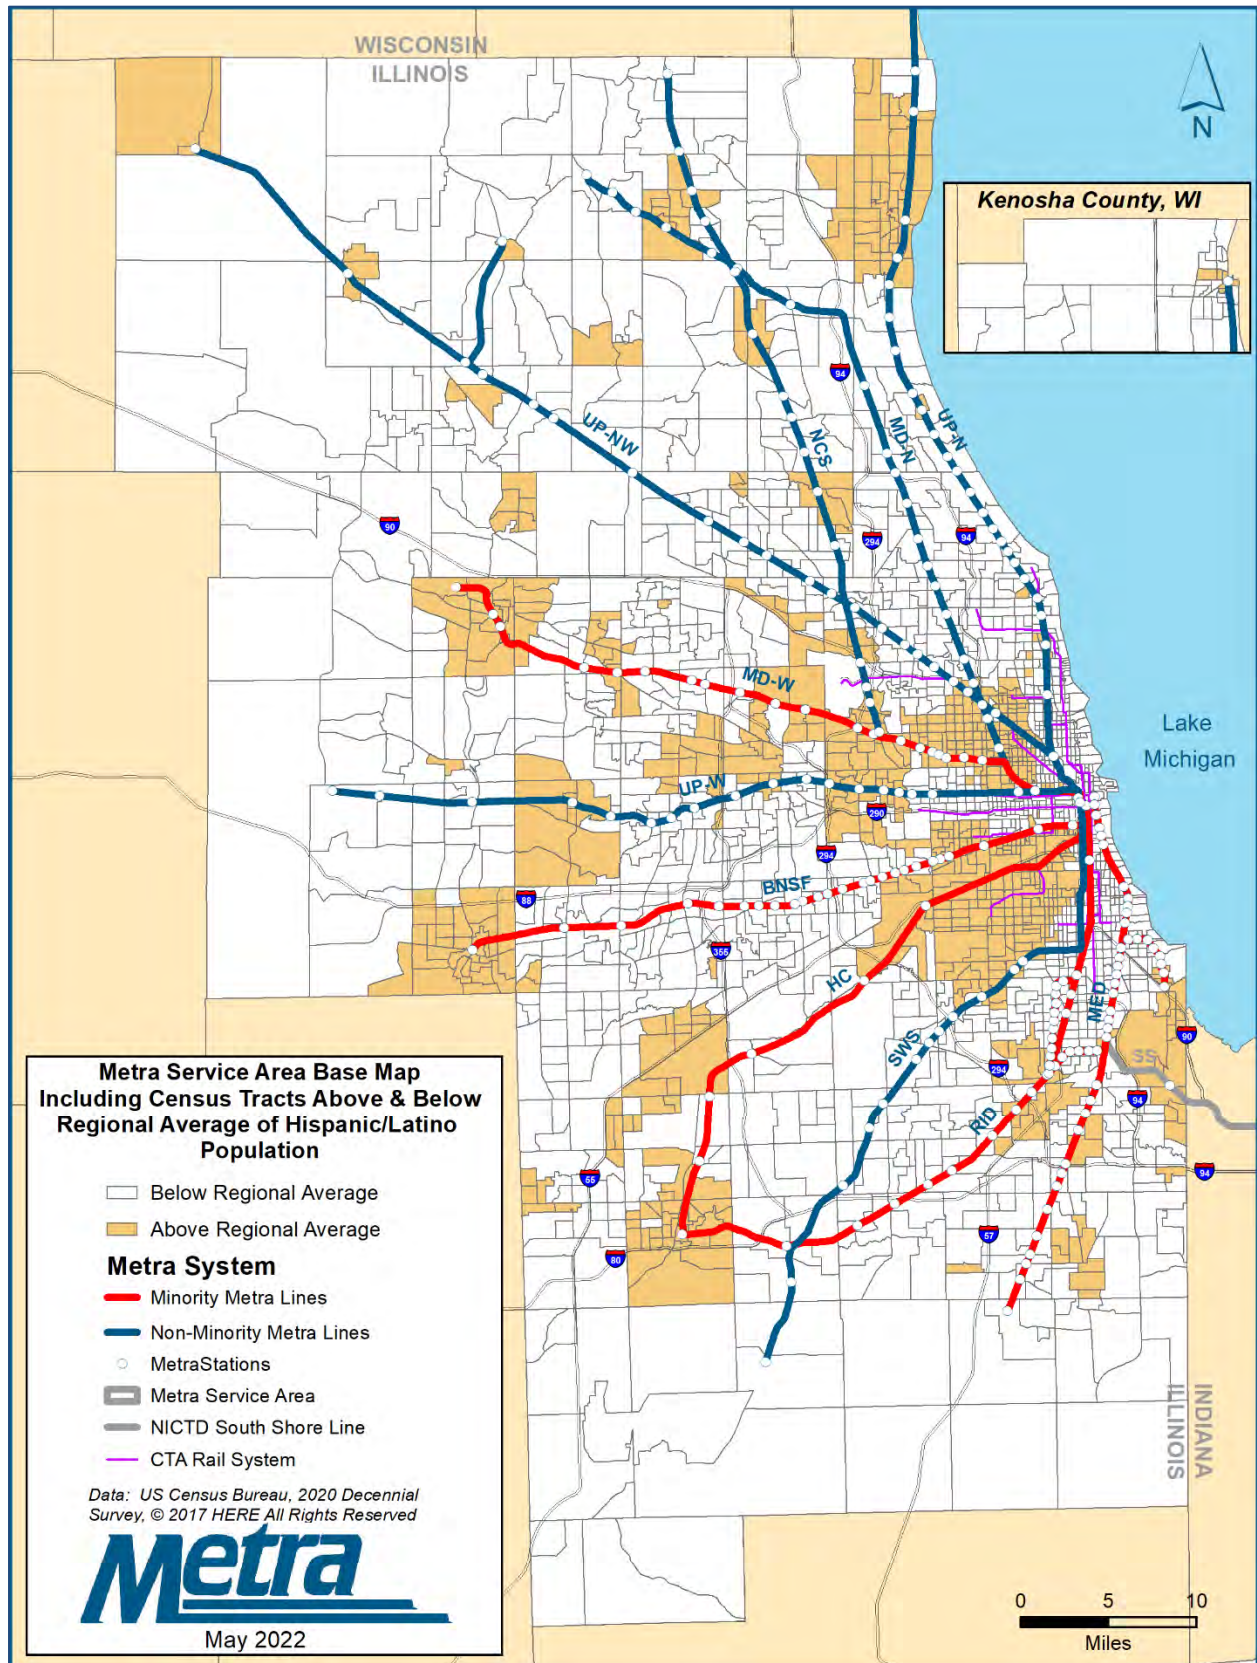 WISCONSIN
ILLINOIS
N
Kenosha County, WI
94
UP-NW
NCS
MD-N
UP-N
90
294
94
MD-W
Lake
Michigan
UP-W
290
294
BNSF
88
355
HC
MED
SWS
90
SS
294
94
RID
94
55
57
80
Metra Service Area Base Map
Including Census Tracts Above & Below
Regional Average of Hispanic/Latino
Population
Below Regional Average
Above Regional Average
Metra System
Minority Metra Lines
Non-Minority Metra Lines
MetraStations
Metra Service Area
NICTD South Shore Line
CTA Rail System
Data: US Census Bureau, 2020 Decennial
Survey, © 2017 HERE All Rights Reserved
Metra
May 2022
ILLINOIS
INDIANA
0 5 10
Miles